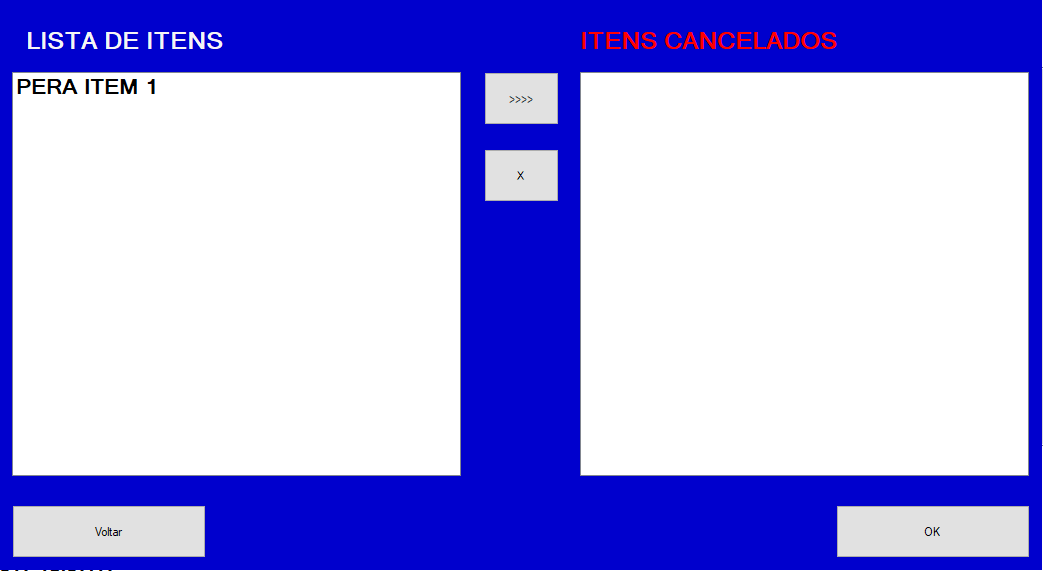 LISTA DE ITENS
ITENS CANCELADOS
PERA ITEM 1
>>>>
X
Voltar
OK